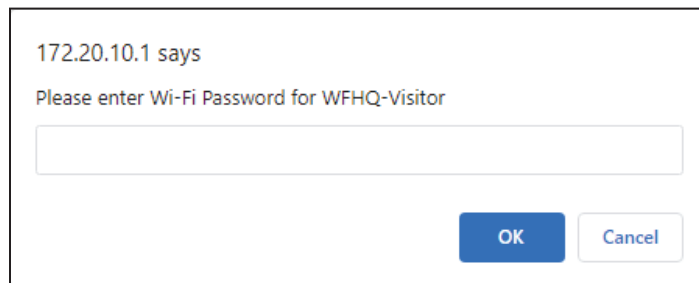 172.20.10.1 says
Please enter Wi-Fi Password for WFHQ-Visitor
OK
Cancel